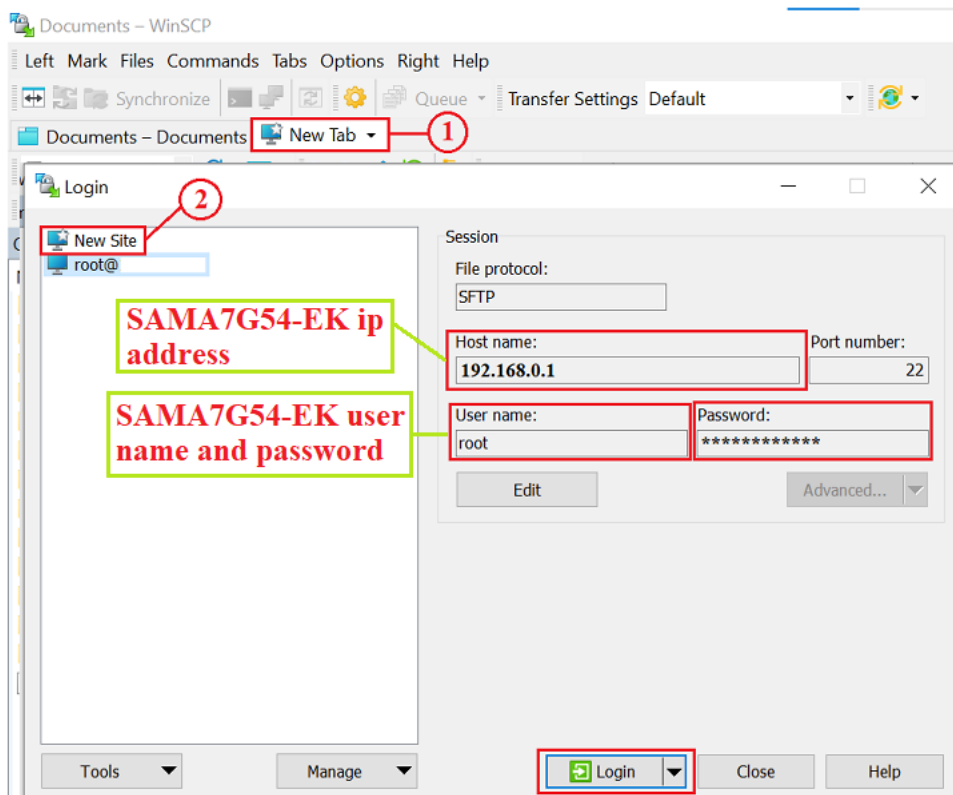 Documents – WinSCP
Left Mark Files Commands Tabs Options Right Help
Synchronize Queue Transfer Settings Default
Documents – Documents New Tab 1
Login
2
New Site
root@
Session
File protocol:
SFTP
SAMA7G54-EK ip
address
Host name: Port number:
192.168.0.1 22
SAMA7G54-EK user
name and password
User name: Password:
root ************
Edit Advanced...
Tools Manage Login Close Help